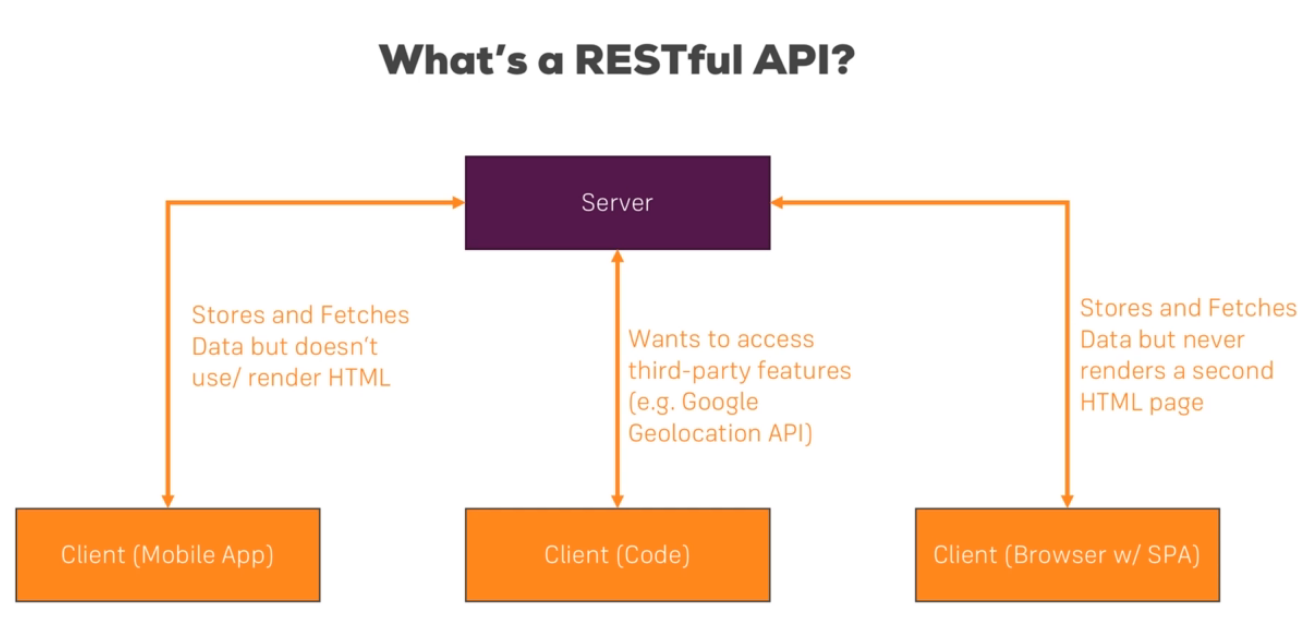 What's a RESTful API?
Server
Stores and Fetches
Data but doesn't
use/ render HTML
Wants to access
third-party features
(e.g. Google
Geolocation API)
Stores and Fetches
Data but never
renders a second
HTML page
Client (Mobile App)
Client (Code)
Client (Browser w/ SPA)